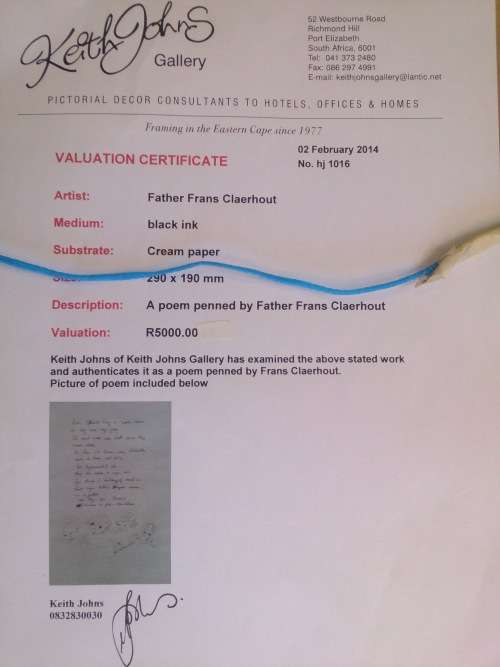 Keith Johns
Gallery
52 Westbourne Road
Richmond Hill
Port Elizabeth
South Africa, 6001
Tel: 041 373 2480
Fax: 086 297 4991
E-mail: keithjohnsgallery@lantic.net
PICTORIAL DECOR CONSULTANTS TO HOTELS, OFFICES & HOMES
Framing in the Eastern Cape since 1977
02 February 2014
VALUATION CERTIFICATE
No. hj 1016
Artist: Father Frans Claerhout
Medium: black ink
Substrate: Cream paper
Size: 290 x 190 mm
Description: A poem penned by Father Frans Claerhout
Valuation: R5000.00
Keith Johns of Keith Johns Gallery has examined the above stated work
and authenticates it as a poem penned by Frans Claerhout.
Picture of poem included below
Keith Johns
0832830030